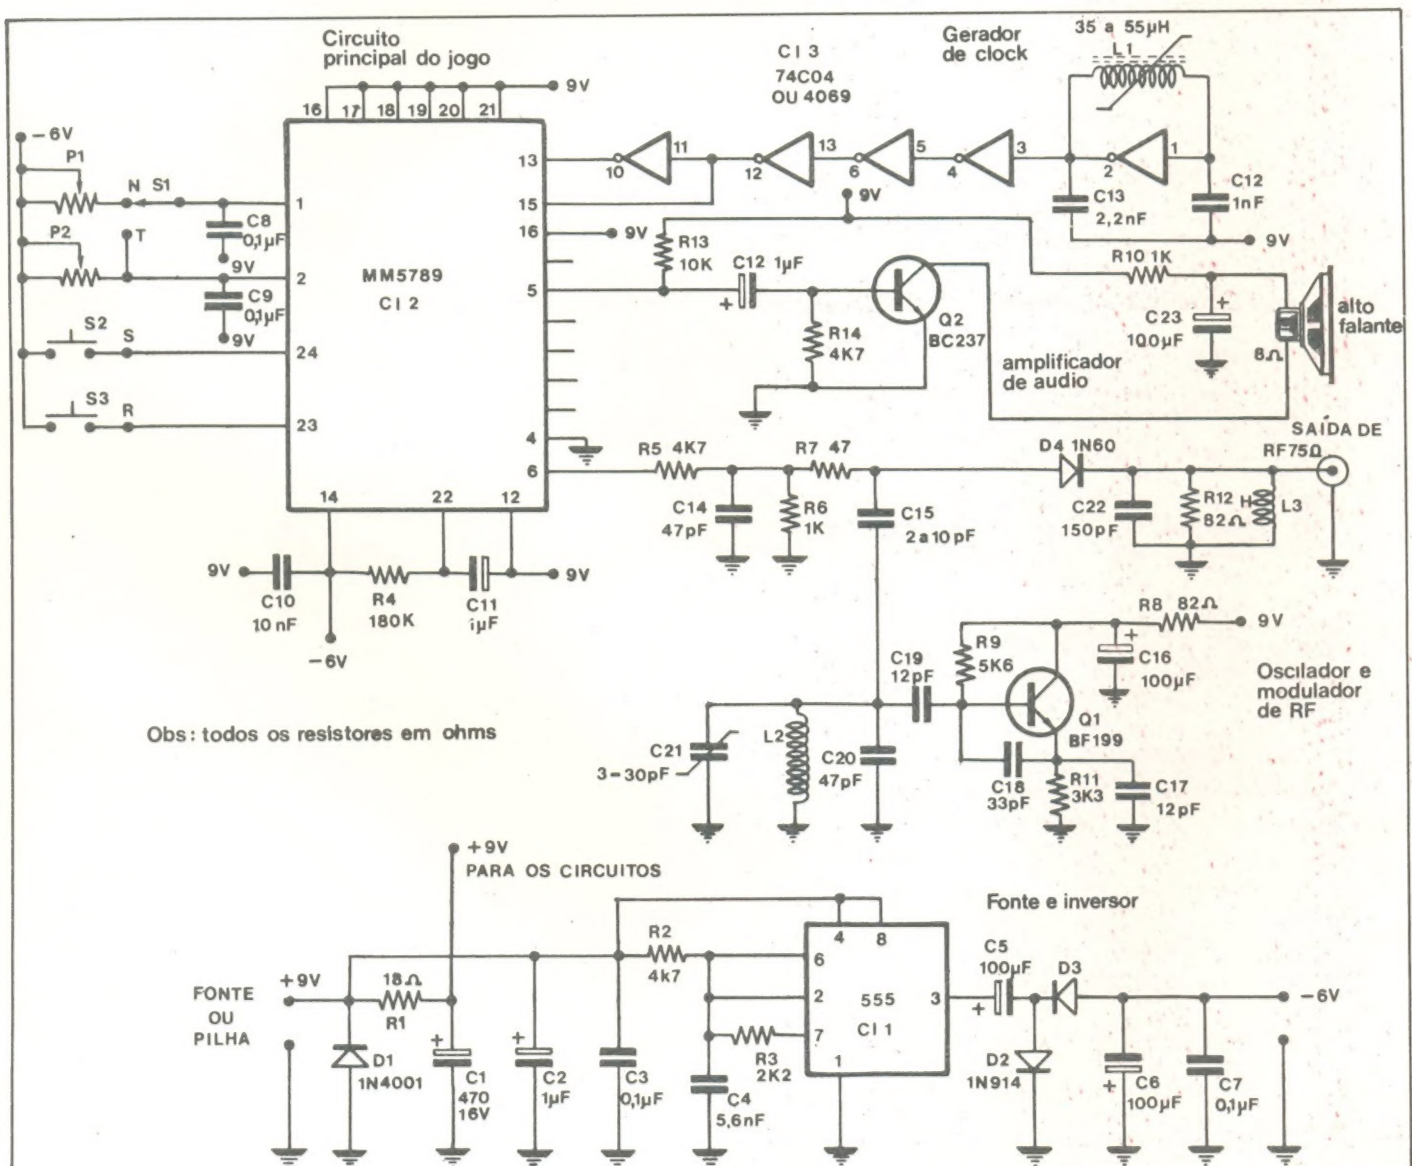 Circuito
principal do jogo
CI 3
74C04
OU 4069
Gerador
de clock
35 a 55µH
L1
16
17
18
19
20
21
9V
-6V
P1
N
S1
C8
0,1µF
9V
P2
T
C9
0,1µF
9V
S2
S
S3
R
1
2
24
23
MM5789
CI 2
13
15
16
5
4
6
14
22
12
10
11
12
13
6
5
4
3
2
1
C13
2,2nF
C12
1nF
9V
9V
9V
R13
10K
C12 1µF
+
R14
4K7
Q2
BC237
amplificador
de audio
R10 1K
+
C23
100µF
8Ω
alto
falante
R5 4K7
R7 47
C14
47pF
R6
1K
C15
2 a 10pF
D4 1N60
C22
150pF
R12
82Ω
H
L3
SAÍDA DE
RF75Ω
9V
C10
10nF
R4
180K
C11
1µF
9V
-6V
R8 82Ω
9V
R9
5K6
+
C16
100µF
C19
12pF
Q1
BF199
Oscilador e
modulador
de RF
Obs: todos os resistores em ohms
C21
3-30pF
L2
C20
47pF
C18
33pF
R11
3K3
C17
12pF
+9V
PARA OS CIRCUITOS
Fonte e inversor
FONTE
OU
PILHA
+9V
18Ω
R1
D1
1N4001
+
C1
470
16V
+
C2
1µF
C3
0,1µF
R2
4k7
R3
2K2
C4
5,6nF
4
8
6
2
7
1
3
555
CI 1
C5
100µF
+
D3
D2
1N914
+
C6
100µF
C7
0,1µF
-6V